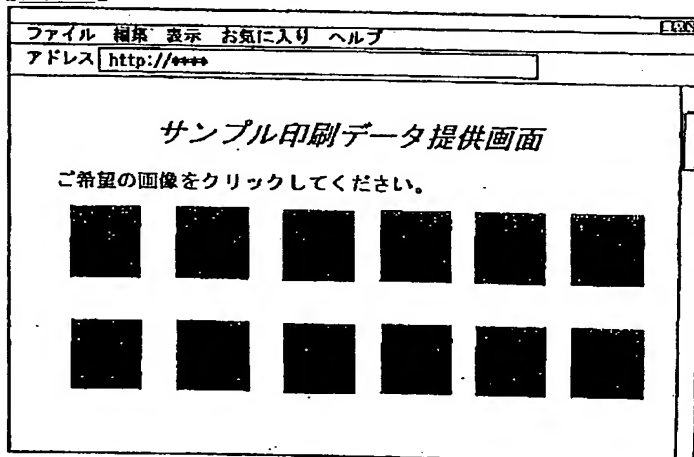 ファイル 編集 表示 お気に入り ヘルプ
アドレス http://****
サンプル印刷データ提供画面
ご希望の画像をクリックしてください。